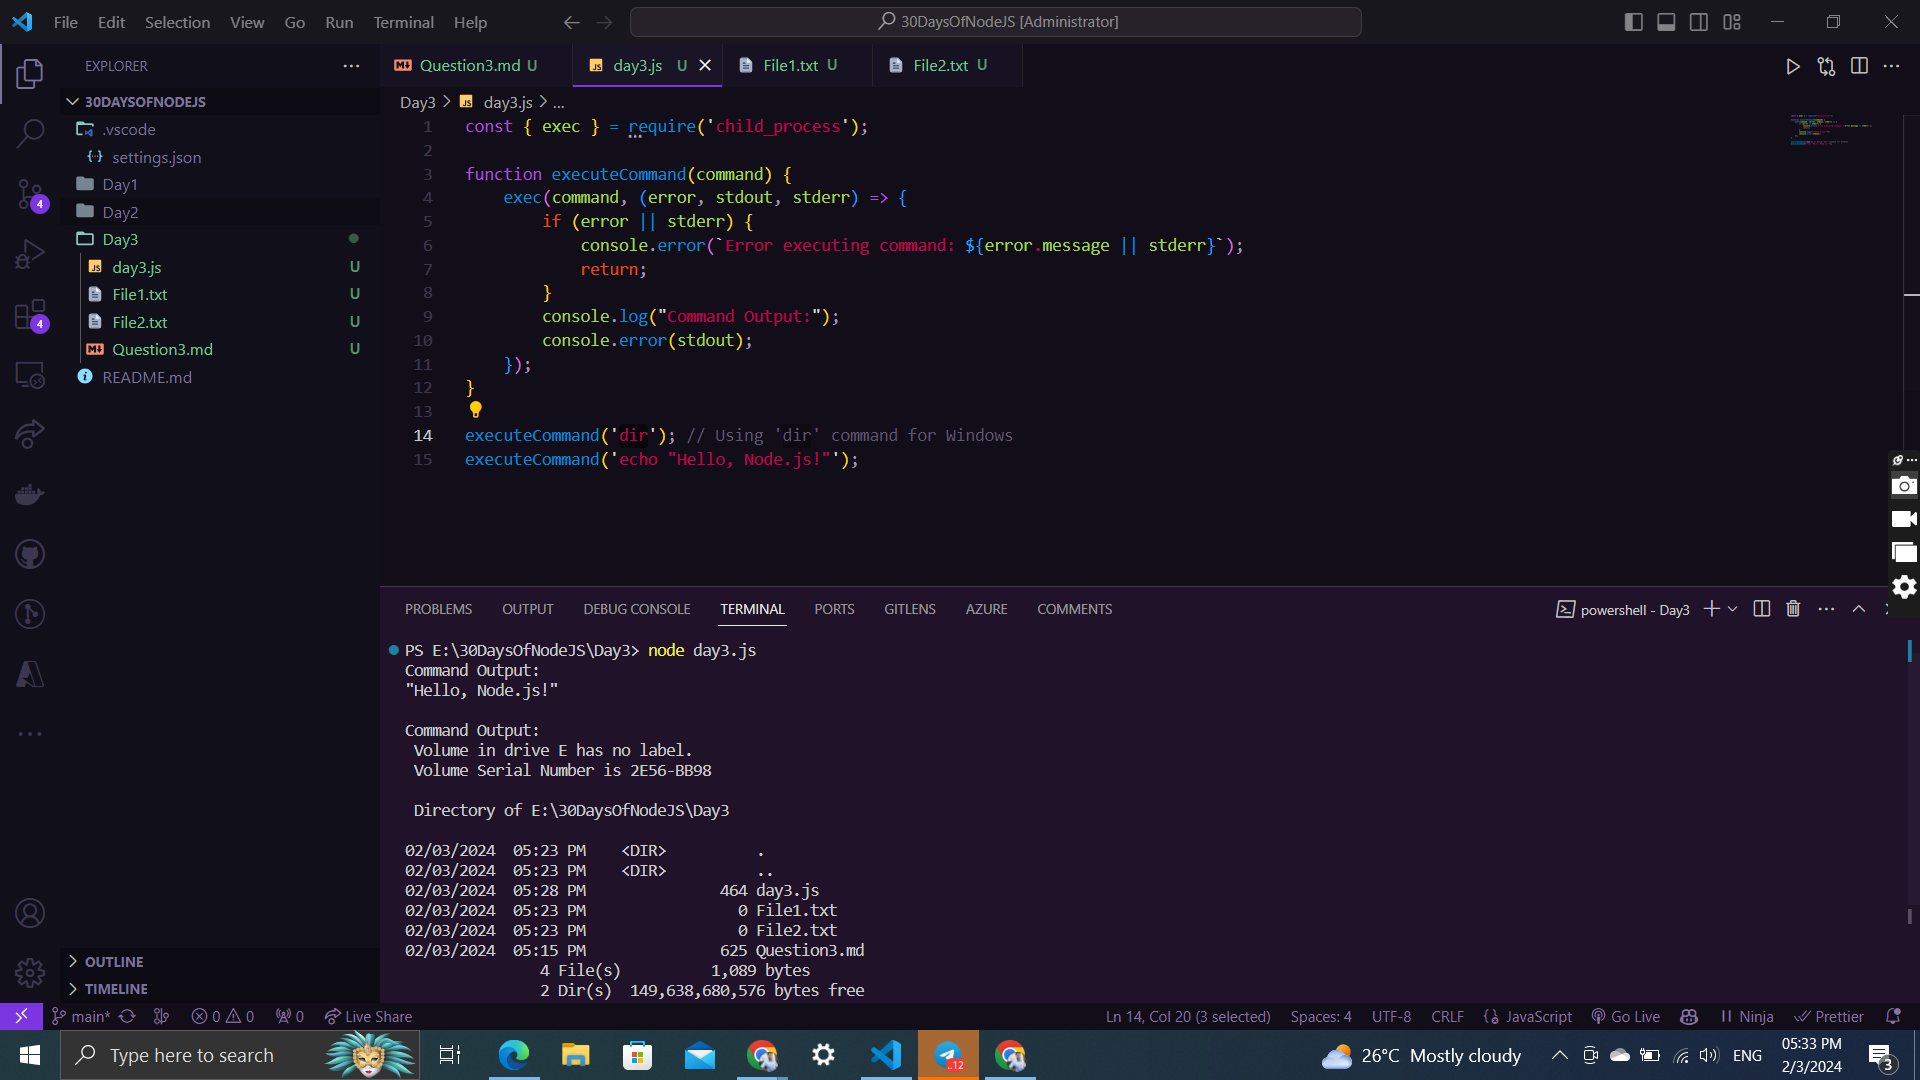 File Edit Selection View Go Run Terminal Help
30DaysOfNodeJS [Administrator]
EXPLORER
30DAYSOFNODEJS
.vscode
settings.json
Day1
Day2
Day3
day3.js U
File1.txt U
File2.txt U
Question3.md U
README.md
OUTLINE
TIMELINE
4
4
Question3.md U day3.js U File1.txt U File2.txt U
Day3 > day3.js > ...
1 const { exec } = require('child_process');
2
3 function executeCommand(command) {
4 exec(command, (error, stdout, stderr) => {
5 if (error || stderr) {
6 console.error(`Error executing command: ${error.message || stderr}`);
7 return;
8 }
9 console.log("Command Output:");
10 console.error(stdout);
11 });
12 }
13
14 executeCommand('dir'); // Using 'dir' command for Windows
15 executeCommand('echo "Hello, Node.js!"');
PROBLEMS OUTPUT DEBUG CONSOLE TERMINAL PORTS GITLENS AZURE COMMENTS
powershell - Day3
PS E:\30DaysOfNodeJS\Day3> node day3.js
Command Output:
"Hello, Node.js!"
Command Output:
Volume in drive E has no label.
Volume Serial Number is 2E56-BB98
Directory of E:\30DaysOfNodeJS\Day3
02/03/2024 05:23 PM <DIR> .
02/03/2024 05:23 PM <DIR> ..
02/03/2024 05:28 PM 464 day3.js
02/03/2024 05:23 PM 0 File1.txt
02/03/2024 05:23 PM 0 File2.txt
02/03/2024 05:15 PM 625 Question3.md
4 File(s) 1,089 bytes
2 Dir(s) 149,638,680,576 bytes free
main* 0 0 0 Live Share
Ln 14, Col 20 (3 selected) Spaces: 4 UTF-8 CRLF JavaScript Go Live Ninja Prettier
Type here to search
..12
26°C Mostly cloudy
ENG
05:33 PM
2/3/2024
3